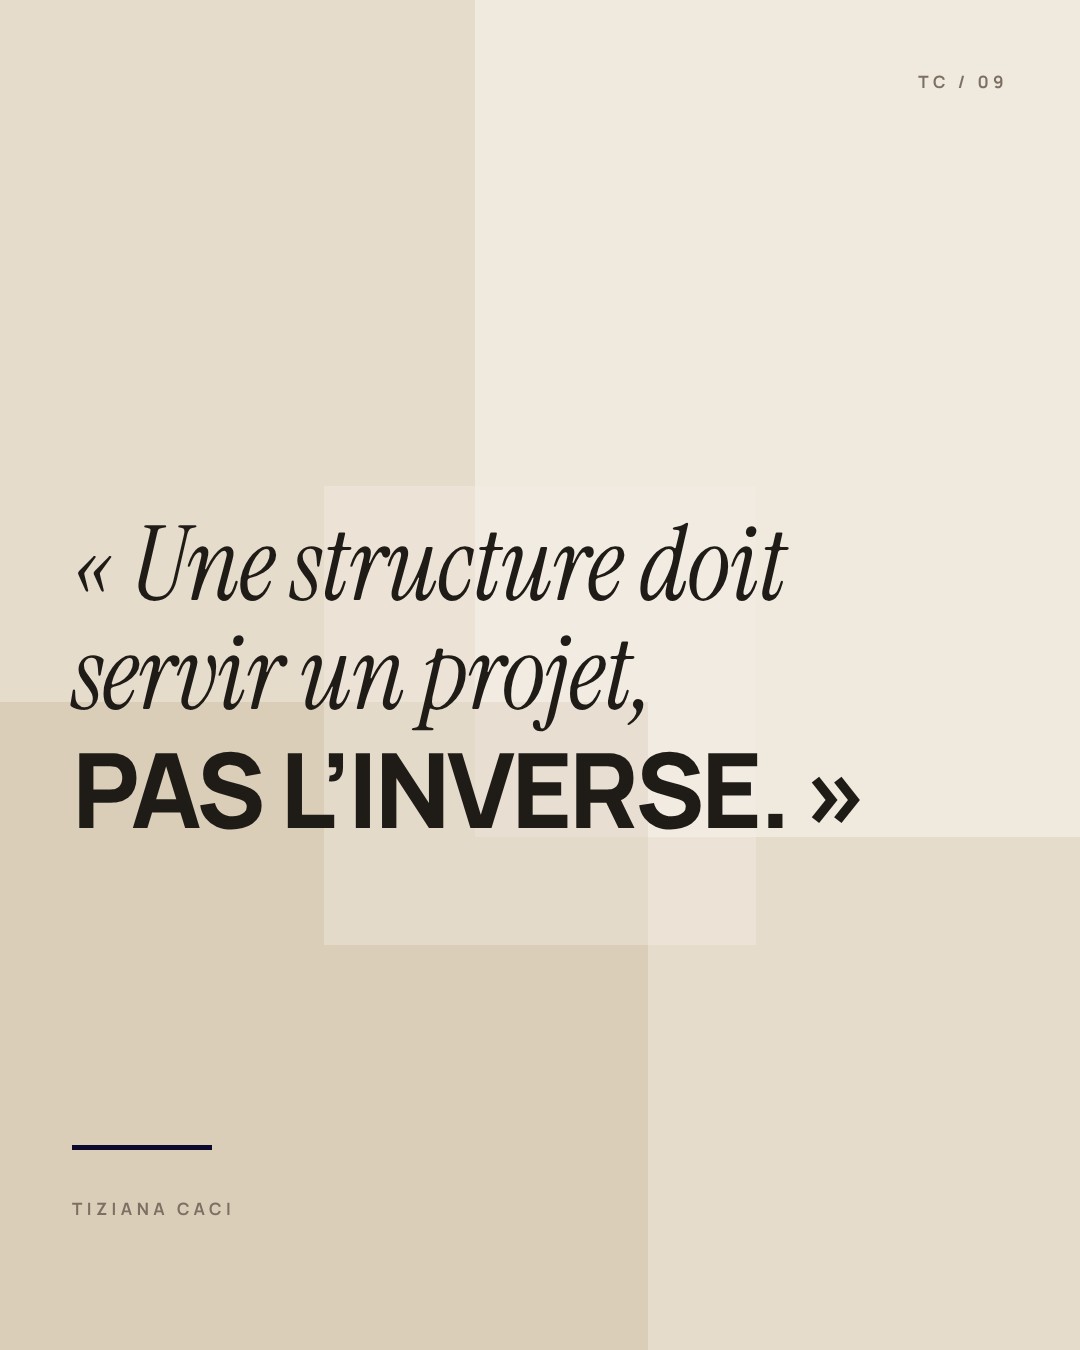 TC / 09
« Une structure doit
servir un projet,
PAS L’INVERSE. »
TIZIANA CACI